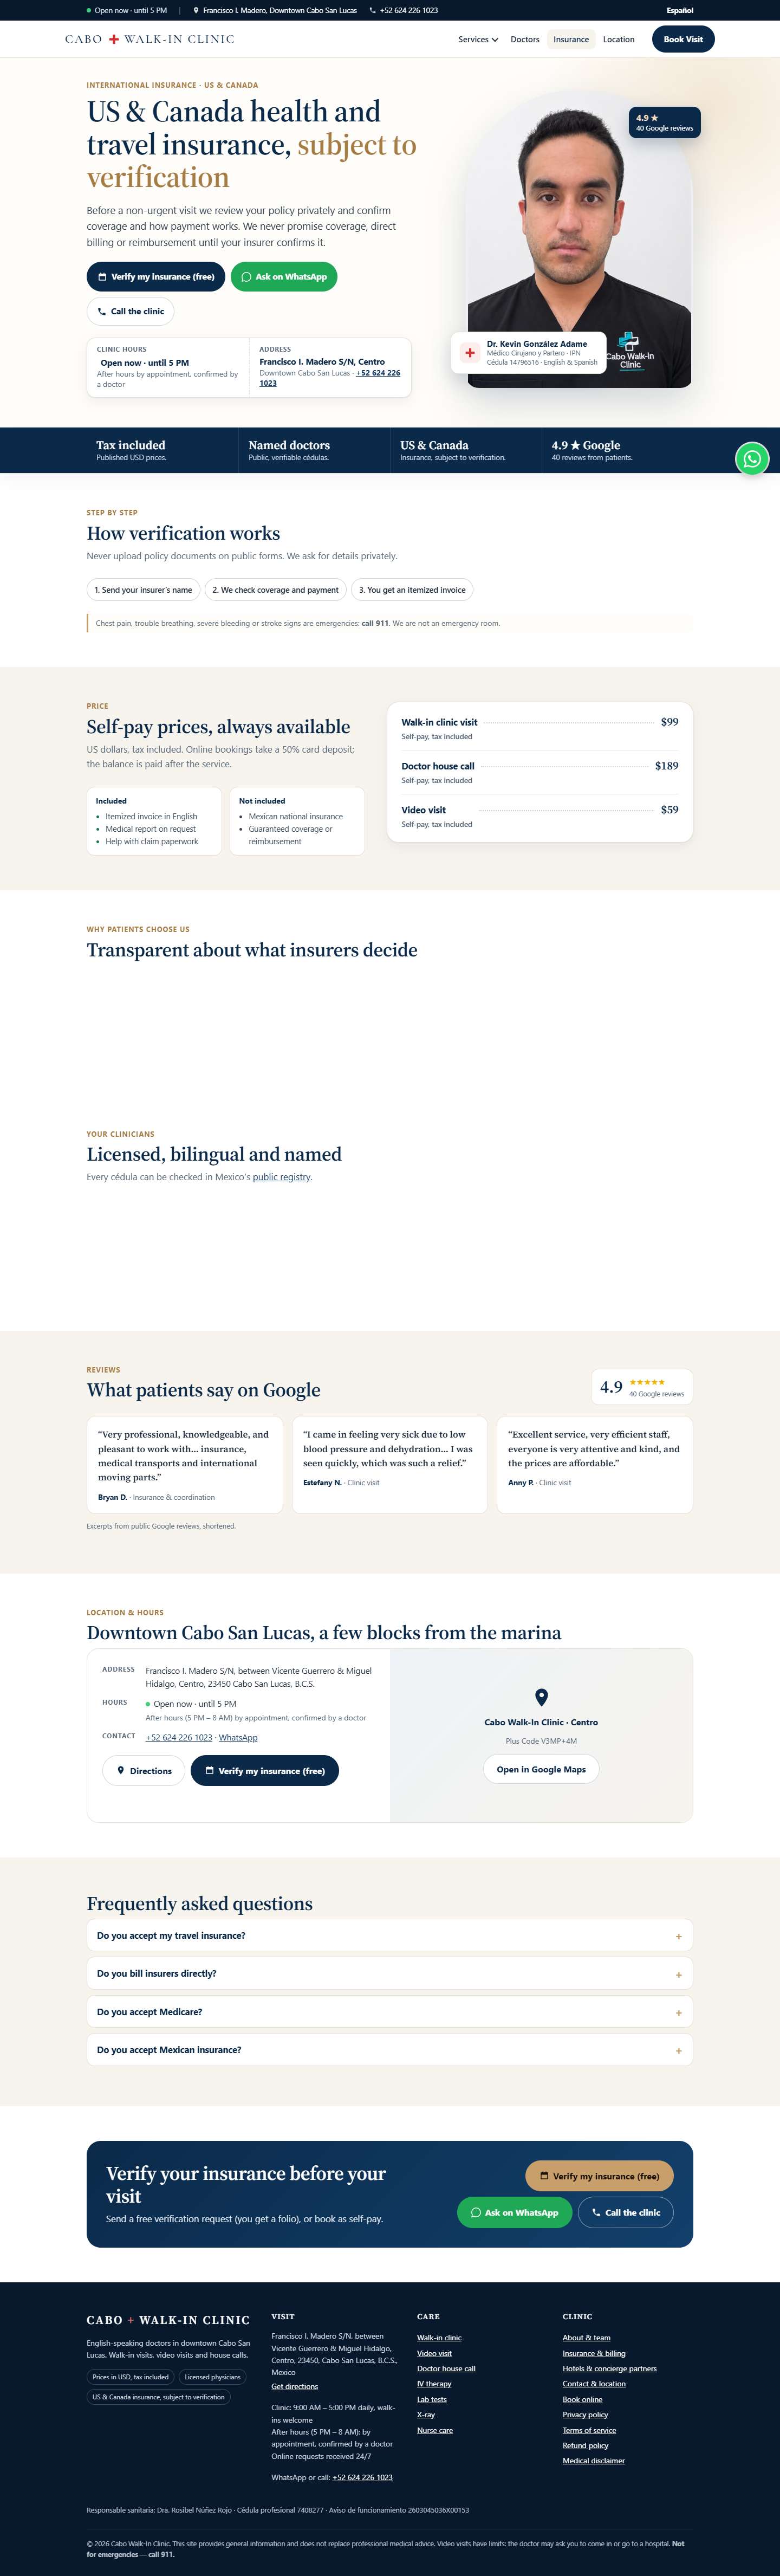 Open now · until 5 PM | Francisco I. Madero, Downtown Cabo San Lucas +52 624 226 1023 Español
CABO + WALK-IN CLINIC Services Doctors Insurance Location Book Visit
INTERNATIONAL INSURANCE · US & CANADA
US & Canada health and
travel insurance, subject to
verification
Before a non-urgent visit we review your policy privately and confirm
coverage and how payment works. We never promise coverage, direct
billing or reimbursement until your insurer confirms it.
Verify my insurance (free) Ask on WhatsApp
Call the clinic
CLINIC HOURS
Open now · until 5 PM
After hours by appointment, confirmed by
a doctor
ADDRESS
Francisco I. Madero S/N, Centro
Downtown Cabo San Lucas · +52 624 226
1023
4.9 ★
40 Google reviews
Dr. Kevin González Adame
Médico Cirujano y Partero · IPN
Cédula 14796516 · English & Spanish
Cabo Walk-In
Clinic
Tax included
Published USD prices.
Named doctors
Public, verifiable cédulas.
US & Canada
Insurance, subject to verification.
4.9 ★ Google
40 reviews from patients.
STEP BY STEP
How verification works
Never upload policy documents on public forms. We ask for details privately.
1. Send your insurer's name 2. We check coverage and payment 3. You get an itemized invoice
Chest pain, trouble breathing, severe bleeding or stroke signs are emergencies: call 911. We are not an emergency room.
PRICE
Self-pay prices, always available
US dollars, tax included. Online bookings take a 50% card deposit;
the balance is paid after the service.
Included
• Itemized invoice in English
• Medical report on request
• Help with claim paperwork
Not included
• Mexican national insurance
• Guaranteed coverage or
reimbursement
Walk-in clinic visit $99
Self-pay, tax included
Doctor house call $189
Self-pay, tax included
Video visit $59
Self-pay, tax included
WHY PATIENTS CHOOSE US
Transparent about what insurers decide
YOUR CLINICIANS
Licensed, bilingual and named
Every cédula can be checked in Mexico's public registry.
REVIEWS
What patients say on Google
4.9 ★★★★★
40 Google reviews
“Very professional, knowledgeable, and
pleasant to work with... insurance,
medical transports and international
moving parts.”
Bryan D. · Insurance & coordination
“I came in feeling very sick due to low
blood pressure and dehydration... I was
seen quickly, which was such a relief.”
Estefany N. · Clinic visit
“Excellent service, very efficient staff,
everyone is very attentive and kind, and
the prices are affordable.”
Anny P. · Clinic visit
Excerpts from public Google reviews, shortened.
LOCATION & HOURS
Downtown Cabo San Lucas, a few blocks from the marina
ADDRESS Francisco I. Madero S/N, between Vicente Guerrero & Miguel
Hidalgo, Centro, 23450 Cabo San Lucas, B.C.S.
HOURS Open now · until 5 PM
After hours (5 PM – 8 AM) by appointment, confirmed by a doctor
CONTACT +52 624 226 1023 · WhatsApp
Directions Verify my insurance (free)
Cabo Walk-In Clinic · Centro
Plus Code V3MP+4M
Open in Google Maps
Frequently asked questions
Do you accept my travel insurance? +
Do you bill insurers directly? +
Do you accept Medicare? +
Do you accept Mexican insurance? +
Verify your insurance before your
visit
Send a free verification request (you get a folio), or book as self-pay.
Verify my insurance (free)
Ask on WhatsApp Call the clinic
CABO + WALK-IN CLINIC
English-speaking doctors in downtown Cabo San
Lucas. Walk-in visits, video visits and house calls.
Prices in USD, tax included Licensed physicians
US & Canada insurance, subject to verification
VISIT
Francisco I. Madero S/N, between
Vicente Guerrero & Miguel Hidalgo,
Centro, 23450, Cabo San Lucas, B.C.S.,
Mexico
Get directions
Clinic: 9:00 AM – 5:00 PM daily, walk-
ins welcome
After hours (5 PM – 8 AM): by
appointment, confirmed by a doctor
Online requests received 24/7
WhatsApp or call: +52 624 226 1023
CARE
Walk-in clinic
Video visit
Doctor house call
IV therapy
Lab tests
X-ray
Nurse care
CLINIC
About & team
Insurance & billing
Hotels & concierge partners
Contact & location
Book online
Privacy policy
Terms of service
Refund policy
Medical disclaimer
Responsable sanitaria: Dra. Rosibel Núñez Rojo · Cédula profesional 7408277 · Aviso de funcionamiento 2603045036X00153
© 2026 Cabo Walk-In Clinic. This site provides general information and does not replace professional medical advice. Video visits have limits: the doctor may ask you to come in or go to a hospital. Not
for emergencies — call 911.